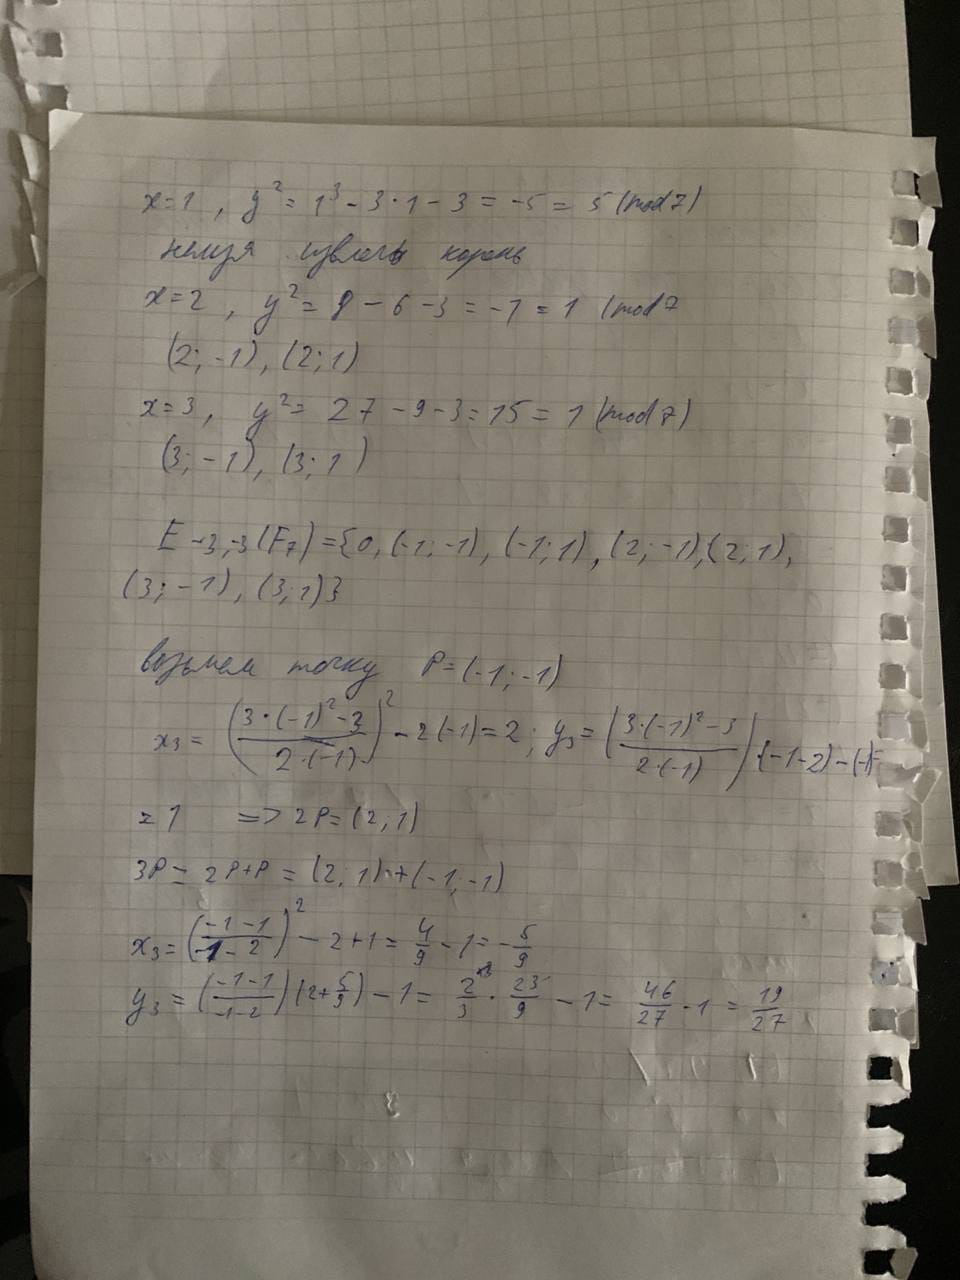 x=1, y² = 1³ - 3·1 - 3 = -5 = 5 (mod 7)
нельзя извлечь корень
x=2, y² = 8 - 6 - 3 = -1 = 1 (mod 7
(2; -1), (2; 1)
x=3, y² = 27 - 9 - 3 = 15 = 1 (mod 7)
(3; -1), (3; 1)
E -3,-3 (F₇) = {0, (-1; -1), (-1; 1), (2; -1), (2; 1),
(3; -1), (3; 1)}
возьмем точку P = (-1; -1)
x₃ = ((3·(-1)² - 3)/(2·(-1)))² - 2(-1) = 2; y₃ = ((3·(-1)² - 3)/(2·(-1)))·(-1-2) - (-1) =
= 1 => 2P = (2; 1)
3P = 2P + P = (2; 1) + (-1; -1)
x₃ = ((-1-1)/(-1-2))² - 2 + 1 = 4/9 - 1 = -5/9
y₃ = ((-1-1)/(-1-2))(2 + 5/9) - 1 = 2/3 · 23/9 - 1 = 46/27 - 1 = 19/27